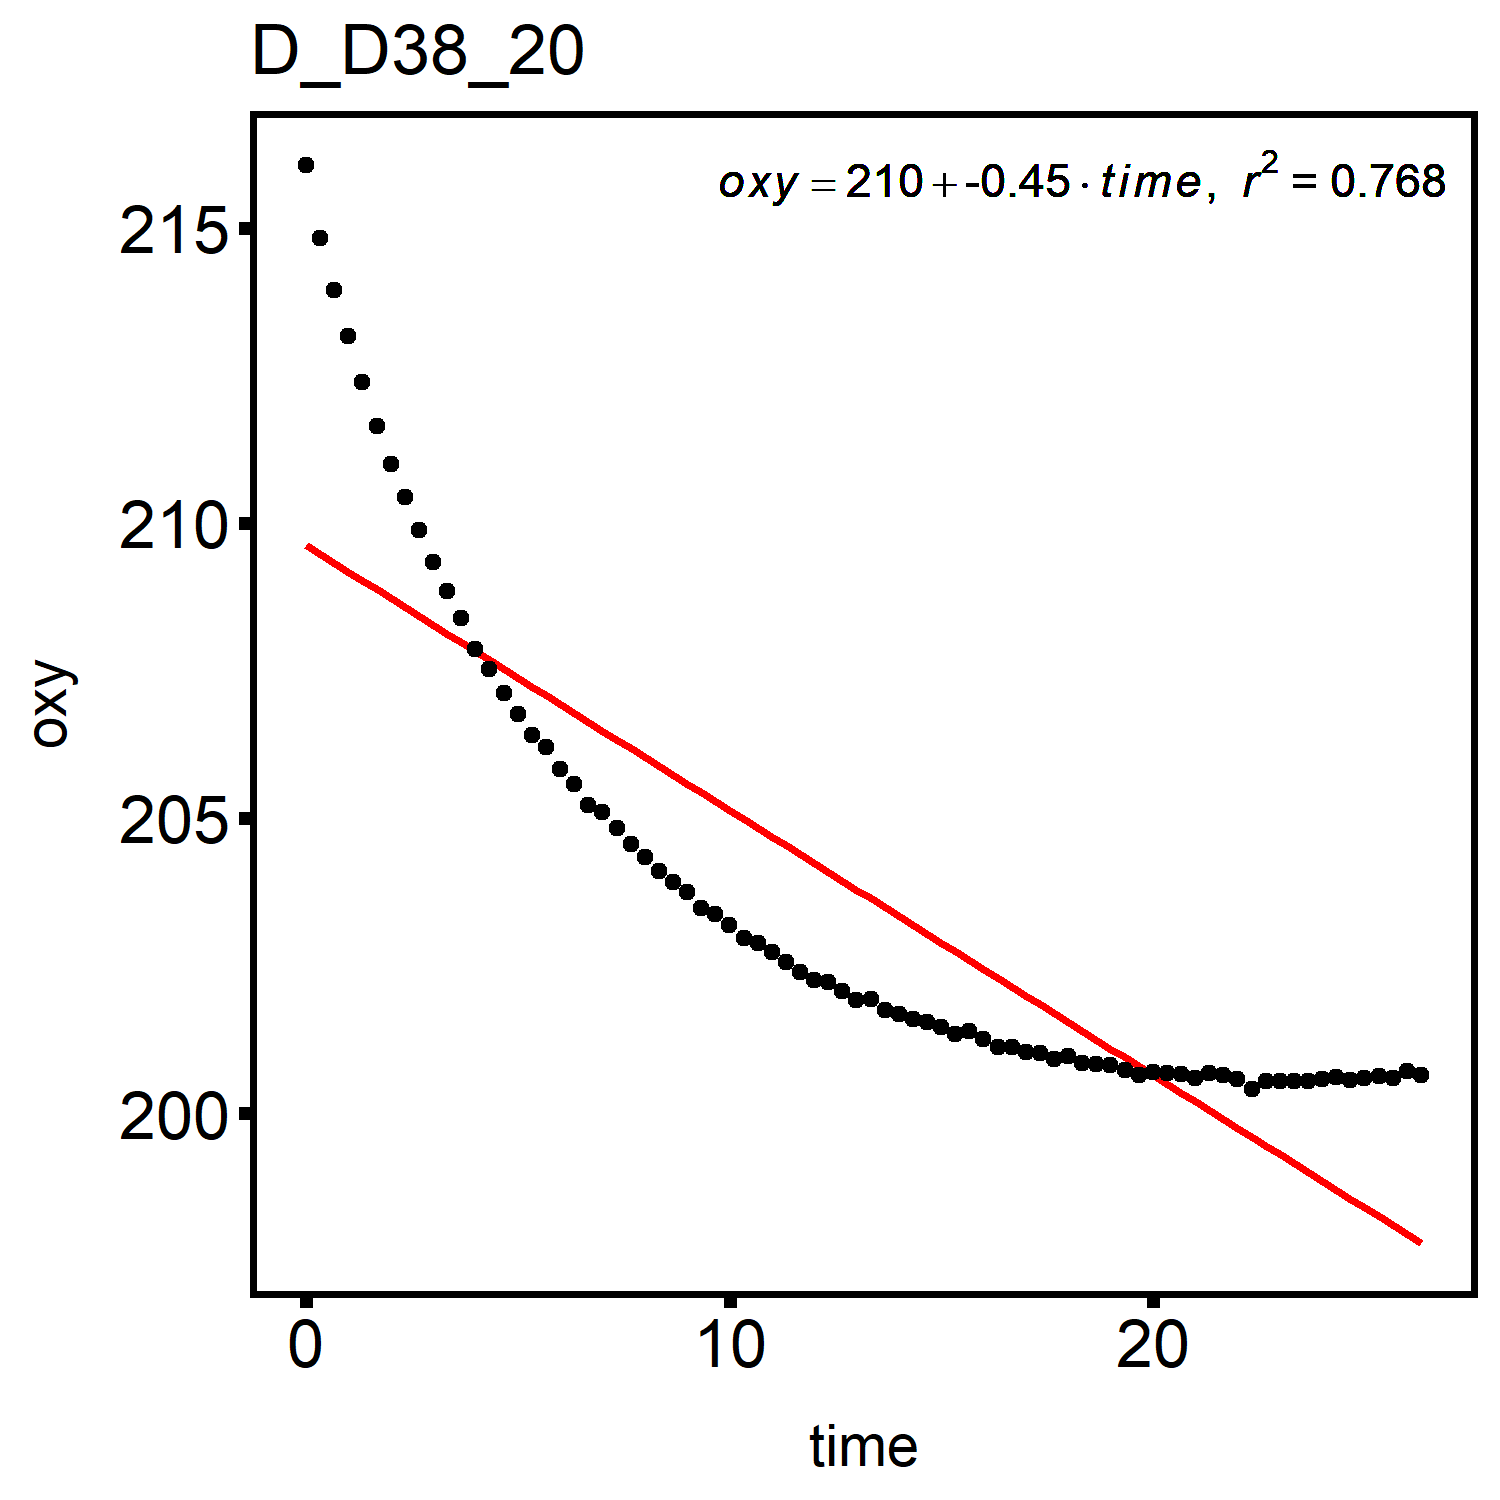 D_D38_20
oxy = 210 + -0.45 · time, r² = 0.768
215
210
205
200
oxy
0 10 20
time